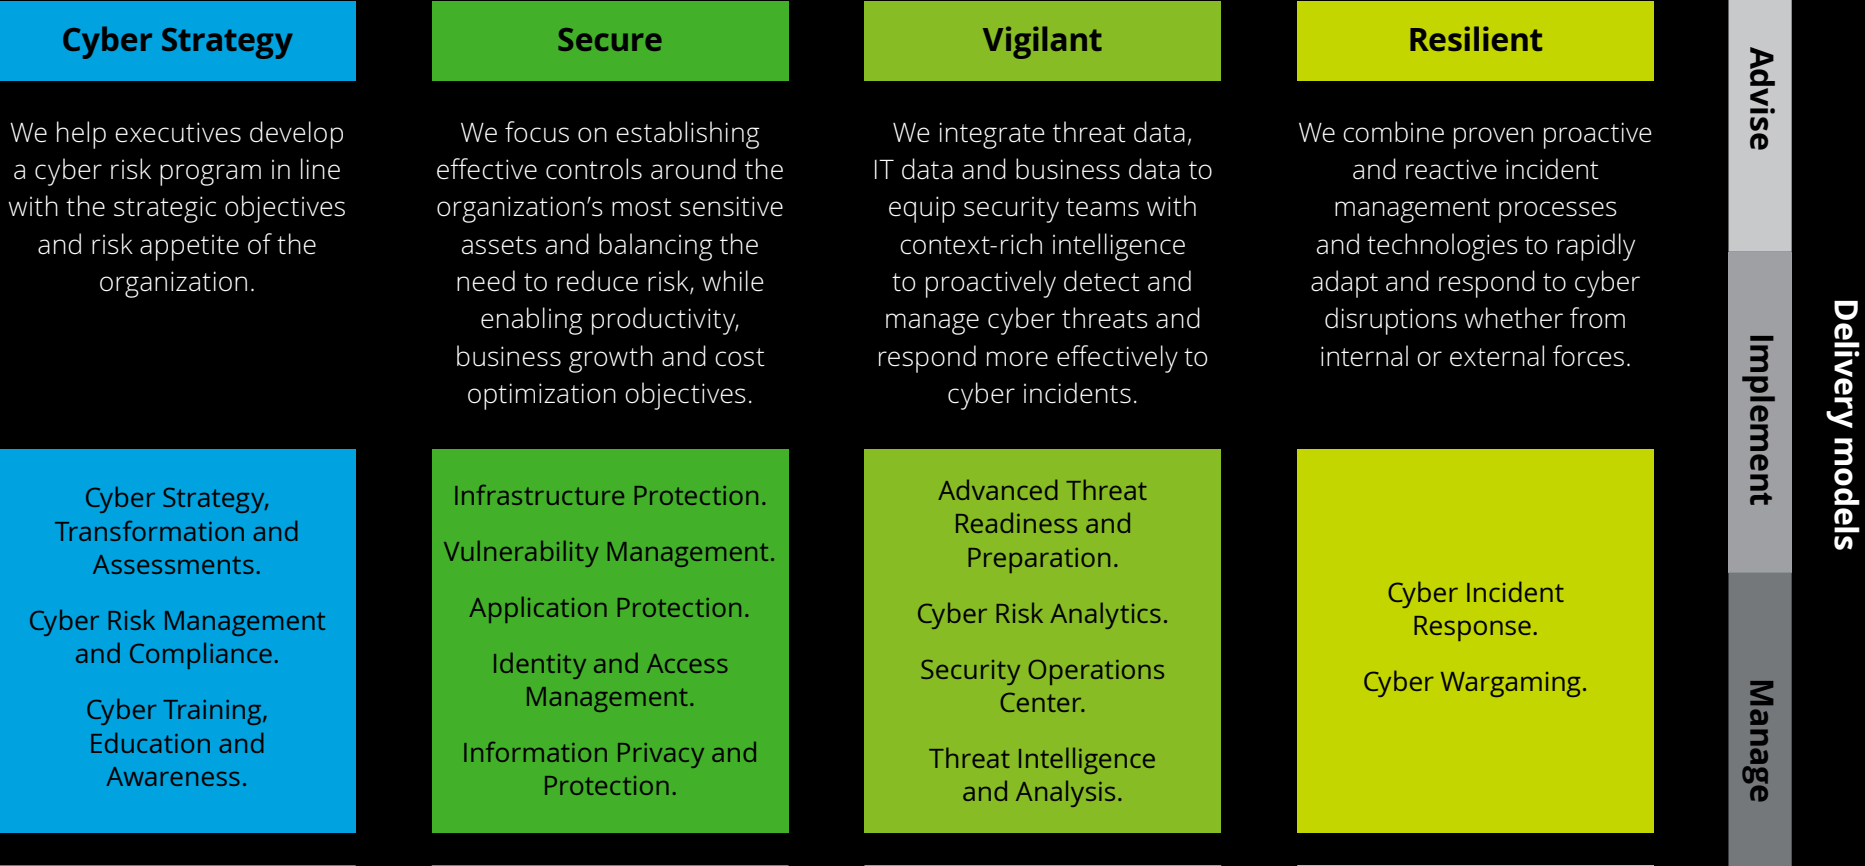 Cyber Strategy
We help executives develop
a cyber risk program in line
with the strategic objectives
and risk appetite of the
organization.
Cyber Strategy,
Transformation and
Assessments.
Cyber Risk Management
and Compliance.
Cyber Training,
Education and
Awareness.
Secure
We focus on establishing
effective controls around the
organization’s most sensitive
assets and balancing the
need to reduce risk, while
enabling productivity,
business growth and cost
optimization objectives.
Infrastructure Protection.
Vulnerability Management.
Application Protection.
Identity and Access
Management.
Information Privacy and
Protection.
Vigilant
We integrate threat data,
IT data and business data to
equip security teams with
context-rich intelligence
to proactively detect and
manage cyber threats and
respond more effectively to
cyber incidents.
Advanced Threat
Readiness and
Preparation.
Cyber Risk Analytics.
Security Operations
Center.
Threat Intelligence
and Analysis.
Resilient
We combine proven proactive
and reactive incident
management processes
and technologies to rapidly
adapt and respond to cyber
disruptions whether from
internal or external forces.
Cyber Incident
Response.
Cyber Wargaming.
Advise
Implement
Manage
Delivery models